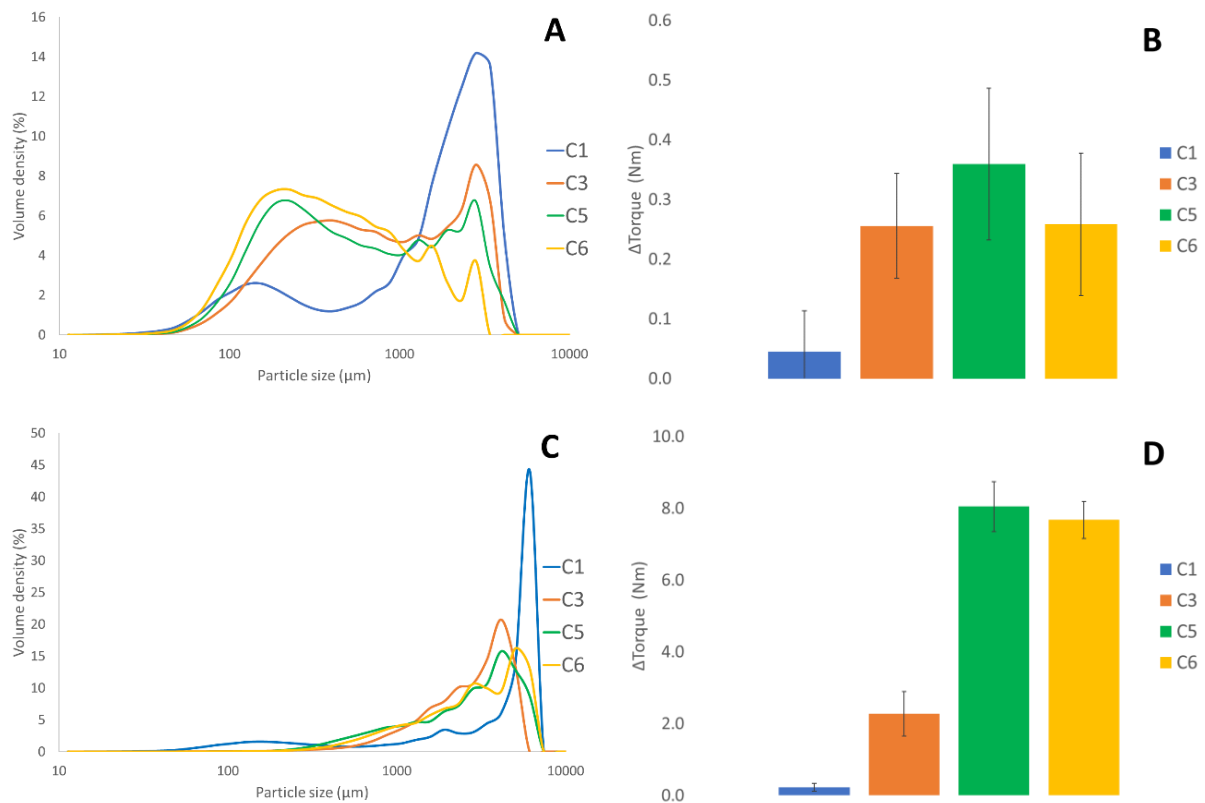 A
Volume density (%)
16
14
12
10
8
6
4
2
0
10
100
1000
10000
Particle size (µm)
C1
C3
C5
C6
B
ΔTorque (Nm)
0.6
0.5
0.4
0.3
0.2
0.1
0.0
C1
C3
C5
C6
C
Volume density (%)
50
45
40
35
30
25
20
15
10
5
0
10
100
1000
10000
Particle size (µm)
C1
C3
C5
C6
D
ΔTorque (Nm)
10.0
8.0
6.0
4.0
2.0
0.0
C1
C3
C5
C6